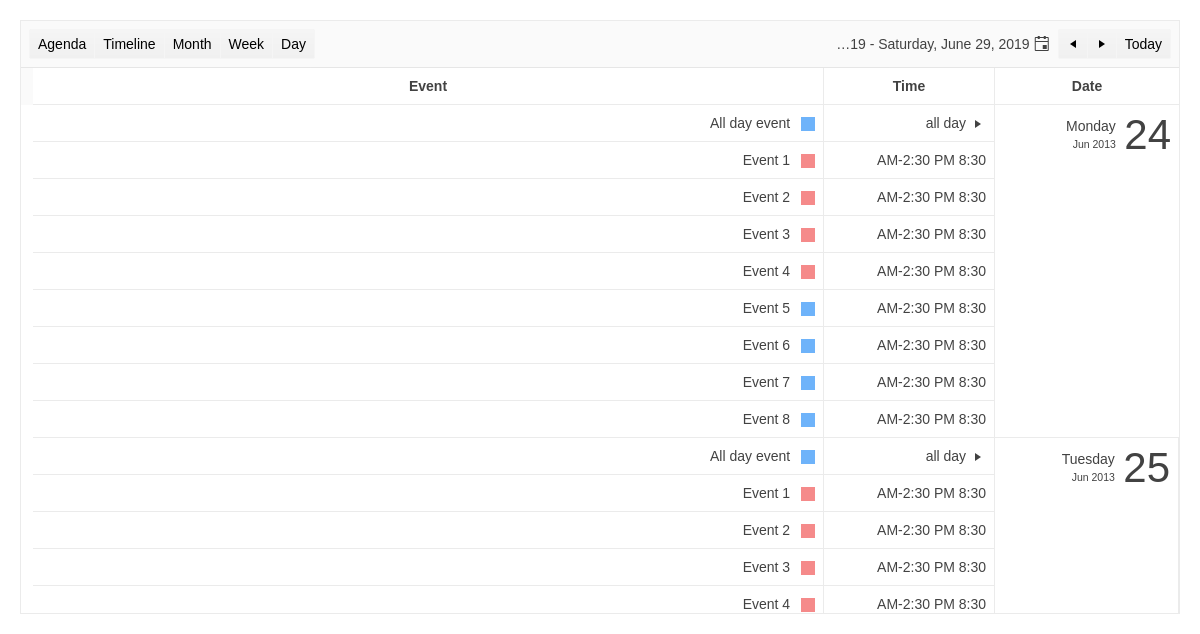 Agenda Timeline Month Week Day …19 - Saturday, June 29, 2019 Today
Event Time Date
All day event all day Monday 24
Jun 2013
Event 1 AM-2:30 PM 8:30
Event 2 AM-2:30 PM 8:30
Event 3 AM-2:30 PM 8:30
Event 4 AM-2:30 PM 8:30
Event 5 AM-2:30 PM 8:30
Event 6 AM-2:30 PM 8:30
Event 7 AM-2:30 PM 8:30
Event 8 AM-2:30 PM 8:30
All day event all day Tuesday 25
Jun 2013
Event 1 AM-2:30 PM 8:30
Event 2 AM-2:30 PM 8:30
Event 3 AM-2:30 PM 8:30
Event 4 AM-2:30 PM 8:30